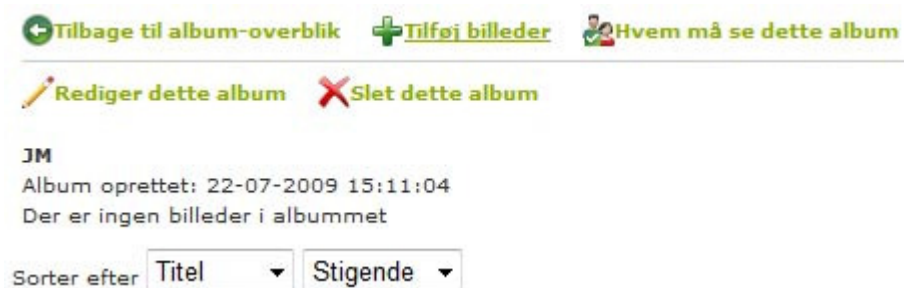 Tilbage til album-overblik Tilføj billeder Hvem må se dette album
Rediger dette album Slet dette album
JM
Album oprettet: 22-07-2009 15:11:04
Der er ingen billeder i albummet
Sorter efter Titel Stigende